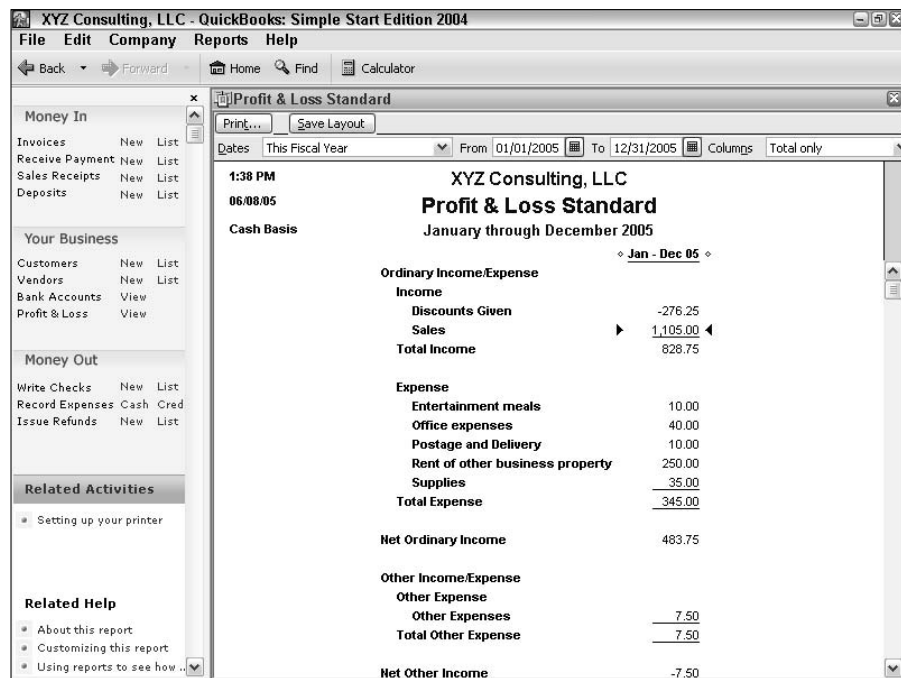 XYZ Consulting, LLC - QuickBooks: Simple Start Edition 2004
File Edit Company Reports Help
Back Forward Home Find Calculator
Money In
Invoices New List
Receive Payment New List
Sales Receipts New List
Deposits New List
Your Business
Customers New List
Vendors New List
Bank Accounts View
Profit & Loss View
Money Out
Write Checks New List
Record Expenses Cash Cred
Issue Refunds New List
Related Activities
Setting up your printer
Related Help
About this report
Customizing this report
Using reports to see how ..
Profit & Loss Standard
Print... Save Layout
Dates This Fiscal Year From 01/01/2005 To 12/31/2005 Columns Total only
1:38 PM
06/08/05
Cash Basis
XYZ Consulting, LLC
Profit & Loss Standard
January through December 2005
Jan - Dec 05
Ordinary Income/Expense
Income
Discounts Given -276.25
Sales 1,105.00
Total Income 828.75
Expense
Entertainment meals 10.00
Office expenses 40.00
Postage and Delivery 10.00
Rent of other business property 250.00
Supplies 35.00
Total Expense 345.00
Net Ordinary Income 483.75
Other Income/Expense
Other Expense
Other Expenses 7.50
Total Other Expense 7.50
Net Other Income -7.50